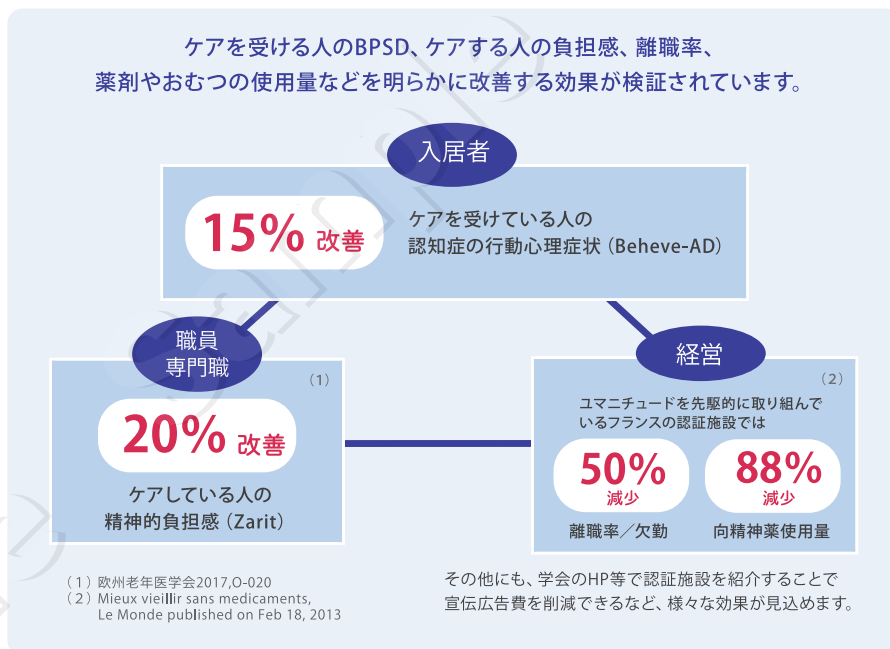 ケアを受ける人のBPSD、ケアする人の負担感、離職率、
薬剤やおむつの使用量などを明らかに改善する効果が検証されています。
入居者
15% 改善
ケアを受けている人の
認知症の行動心理症状（Beheve-AD）
職員
専門職
（1）
20% 改善
ケアしている人の
精神的負担感（Zarit）
経営
（2）
ユマニチュードを先駆的に取り組んで
いるフランスの認証施設では
50%
減少
離職率／欠勤
88%
減少
向精神薬使用量
（1）欧州老年医学会2017,O-020
（2）Mieux vieillir sans medicaments,
Le Monde published on Feb 18, 2013
その他にも、学会のHP等で認証施設を紹介することで
宣伝広告費を削減できるなど、様々な効果が見込めます。
Sample